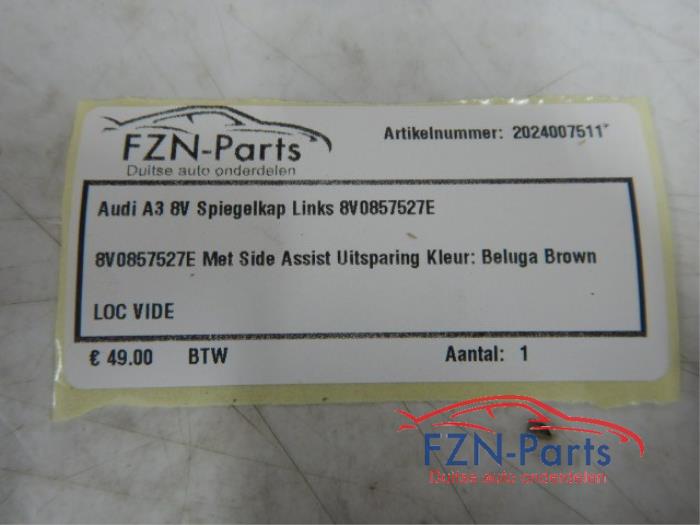 FZN-Parts
Duitse auto onderdelen
Artikelnummer: 2024007511*
Audi A3 8V Spiegelkap Links 8V0857527E
8V0857527E Met Side Assist Uitsparing Kleur: Beluga Brown
LOC VIDE
€ 49.00 BTW Aantal: 1
FZN-Parts
Duitse auto onderdelen